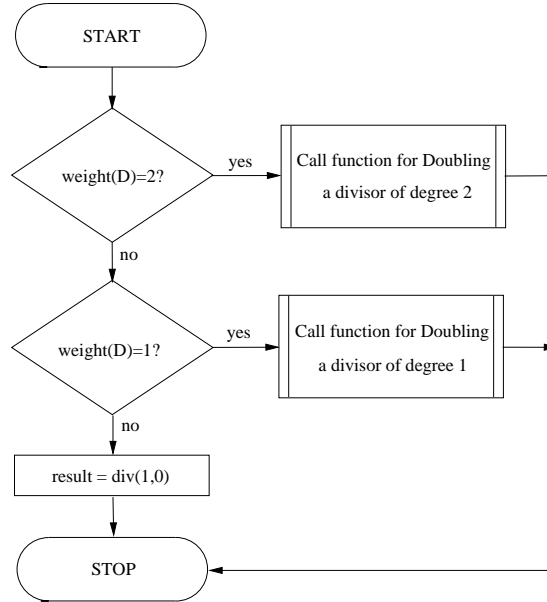 START
weight(D)=2?
yes
Call function for Doubling
a divisor of degree 2
no
weight(D)=1?
yes
Call function for Doubling
a divisor of degree 1
no
result = div(1,0)
STOP